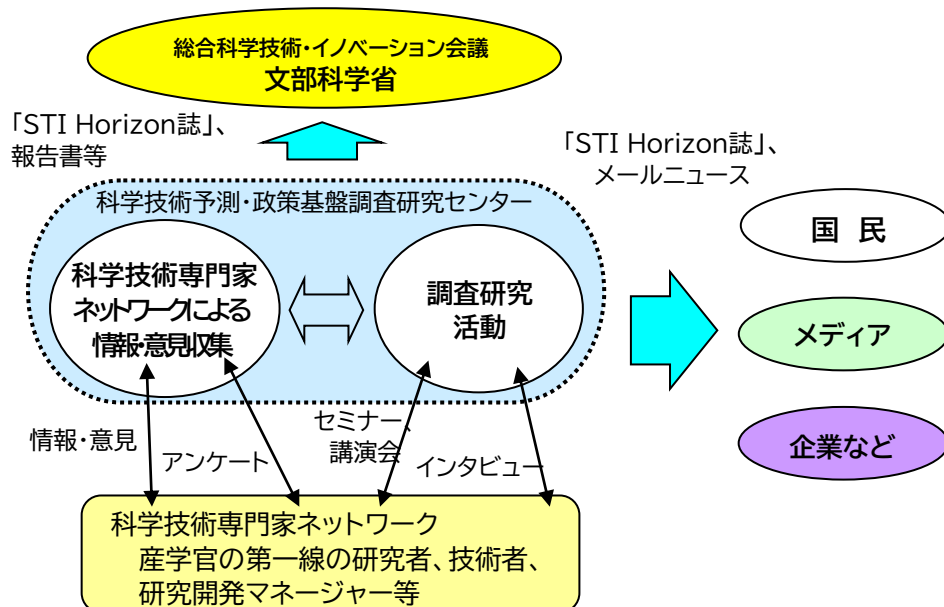 総合科学技術・イノベーション会議
文部科学省
「STI Horizon誌」、
報告書等
「STI Horizon誌」、
メールニュース
科学技術予測・政策基盤調査研究センター
科学技術専門家
ネットワークによる
情報・意見収集
調査研究
活動
国 民
メディア
企業など
情報・意見
アンケート
セミナー、
講演会
インタビュー
科学技術専門家ネットワーク
産学官の第一線の研究者、技術者、
研究開発マネージャー等